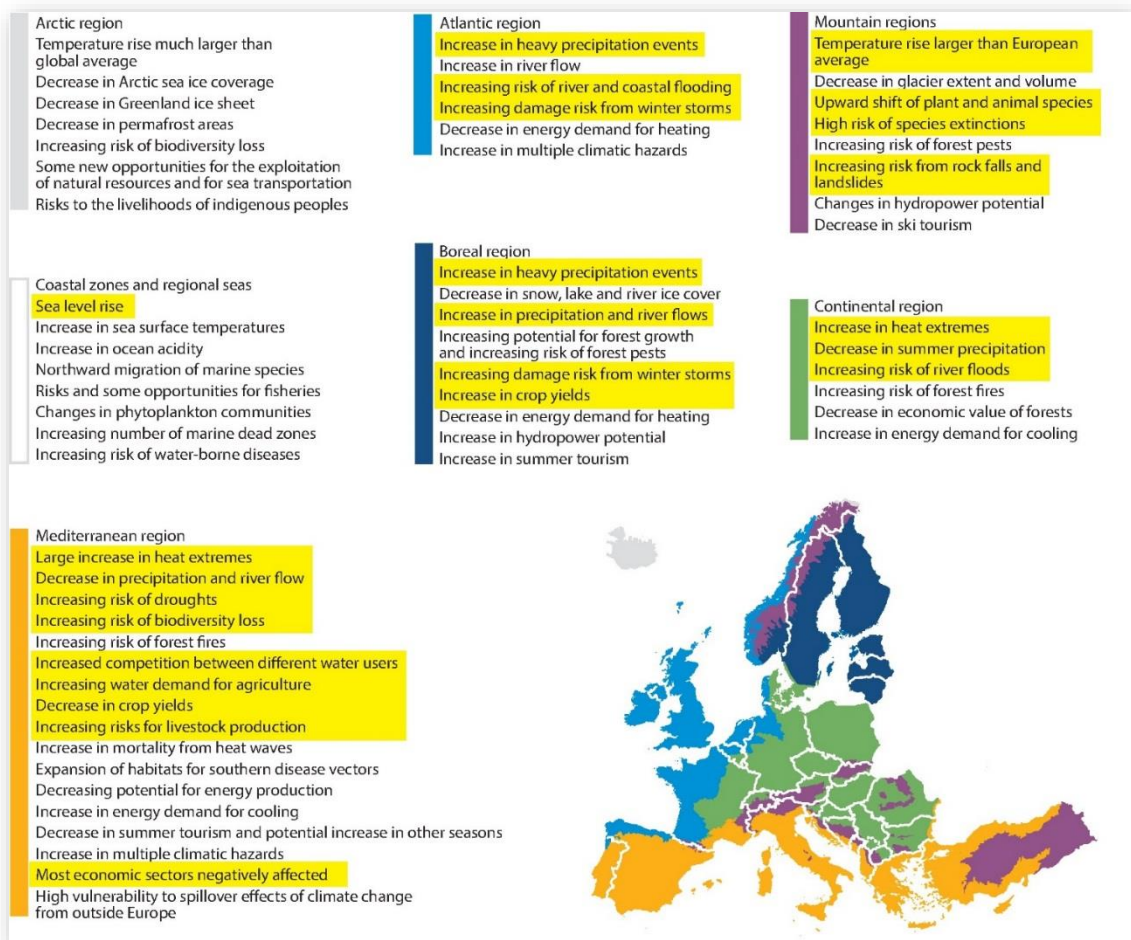 Arctic region
Temperature rise much larger than
global average
Decrease in Arctic sea ice coverage
Decrease in Greenland ice sheet
Decrease in permafrost areas
Increasing risk of biodiversity loss
Some new opportunities for the exploitation
of natural resources and for sea transportation
Risks to the livelihoods of indigenous peoples
Atlantic region
Increase in heavy precipitation events
Increase in river flow
Increasing risk of river and coastal flooding
Increasing damage risk from winter storms
Decrease in energy demand for heating
Increase in multiple climatic hazards
Mountain regions
Temperature rise larger than European
average
Decrease in glacier extent and volume
Upward shift of plant and animal species
High risk of species extinctions
Increasing risk of forest pests
Increasing risk from rock falls and
landslides
Changes in hydropower potential
Decrease in ski tourism
Coastal zones and regional seas
Sea level rise
Increase in sea surface temperatures
Increase in ocean acidity
Northward migration of marine species
Risks and some opportunities for fisheries
Changes in phytoplankton communities
Increasing number of marine dead zones
Increasing risk of water-borne diseases
Boreal region
Increase in heavy precipitation events
Decrease in snow, lake and river ice cover
Increase in precipitation and river flows
Increasing potential for forest growth
and increasing risk of forest pests
Increasing damage risk from winter storms
Increase in crop yields
Decrease in energy demand for heating
Increase in hydropower potential
Increase in summer tourism
Continental region
Increase in heat extremes
Decrease in summer precipitation
Increasing risk of river floods
Increasing risk of forest fires
Decrease in economic value of forests
Increase in energy demand for cooling
Mediterranean region
Large increase in heat extremes
Decrease in precipitation and river flow
Increasing risk of droughts
Increasing risk of biodiversity loss
Increasing risk of forest fires
Increased competition between different water users
Increasing water demand for agriculture
Decrease in crop yields
Increasing risks for livestock production
Increase in mortality from heat waves
Expansion of habitats for southern disease vectors
Decreasing potential for energy production
Increase in energy demand for cooling
Decrease in summer tourism and potential increase in other seasons
Increase in multiple climatic hazards
Most economic sectors negatively affected
High vulnerability to spillover effects of climate change
from outside Europe